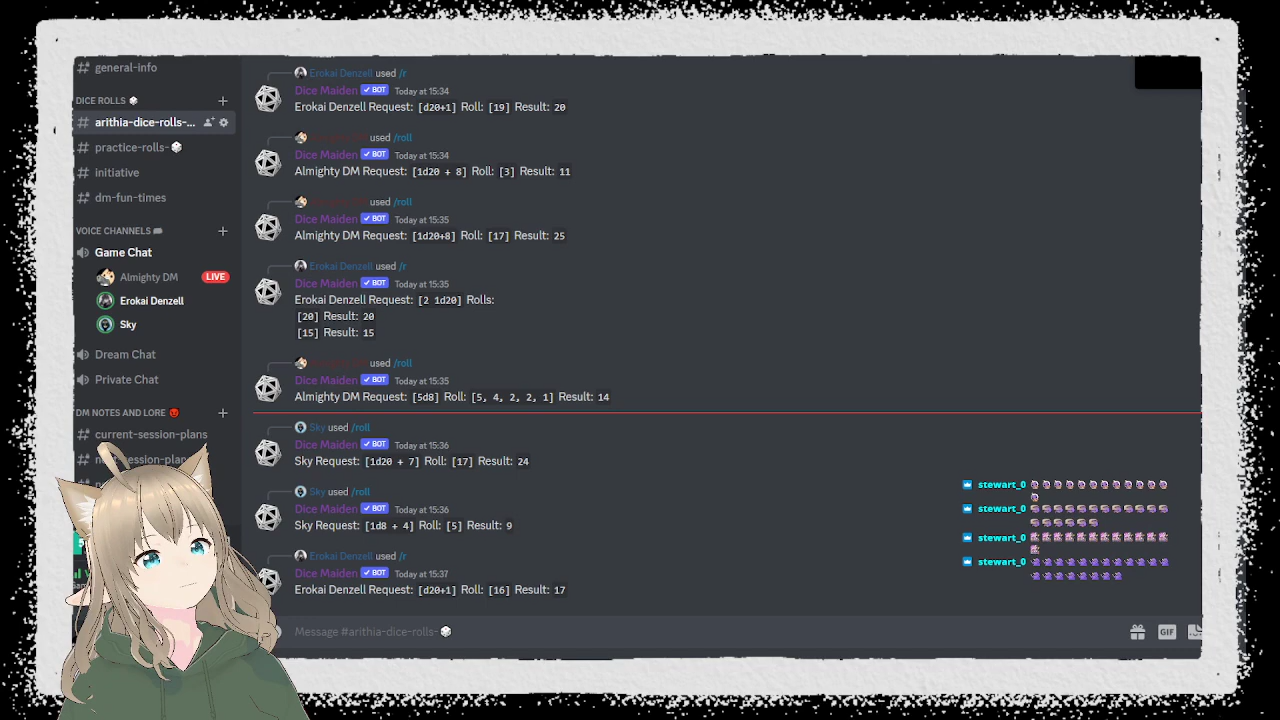 general-info
DICE ROLLS
arithia-dice-rolls-...
practice-rolls-
initiative
dm-fun-times
VOICE CHANNELS
Game Chat
Almighty DM LIVE
Erokai Denzell
Sky
Dream Chat
Private Chat
DM NOTES AND LORE
current-session-plans
Erokai Denzell used /r
Dice Maiden BOT Today at 15:34
Erokai Denzell Request: [d20+1] Roll: [19] Result: 20
used /roll
Dice Maiden BOT Today at 15:34
Almighty DM Request: [1d20 + 8] Roll: [3] Result: 11
used /roll
Dice Maiden BOT Today at 15:35
Almighty DM Request: [1d20+8] Roll: [17] Result: 25
Erokai Denzell used /r
Dice Maiden BOT Today at 15:35
Erokai Denzell Request: [2 1d20] Rolls:
[20] Result: 20
[15] Result: 15
used /roll
Dice Maiden BOT Today at 15:35
Almighty DM Request: [5d8] Roll: [5, 4, 2, 2, 1] Result: 14
Sky used /roll
Dice Maiden BOT Today at 15:36
Sky Request: [1d20 + 7] Roll: [17] Result: 24
Sky used /roll
Dice Maiden BOT Today at 15:36
Sky Request: [1d8 + 4] Roll: [5] Result: 9
Erokai Denzell used /r
Dice Maiden BOT Today at 15:37
Erokai Denzell Request: [d20+1] Roll: [16] Result: 17
Message #arithia-dice-rolls-
GIF
stewart_0
stewart_0
stewart_0
stewart_0